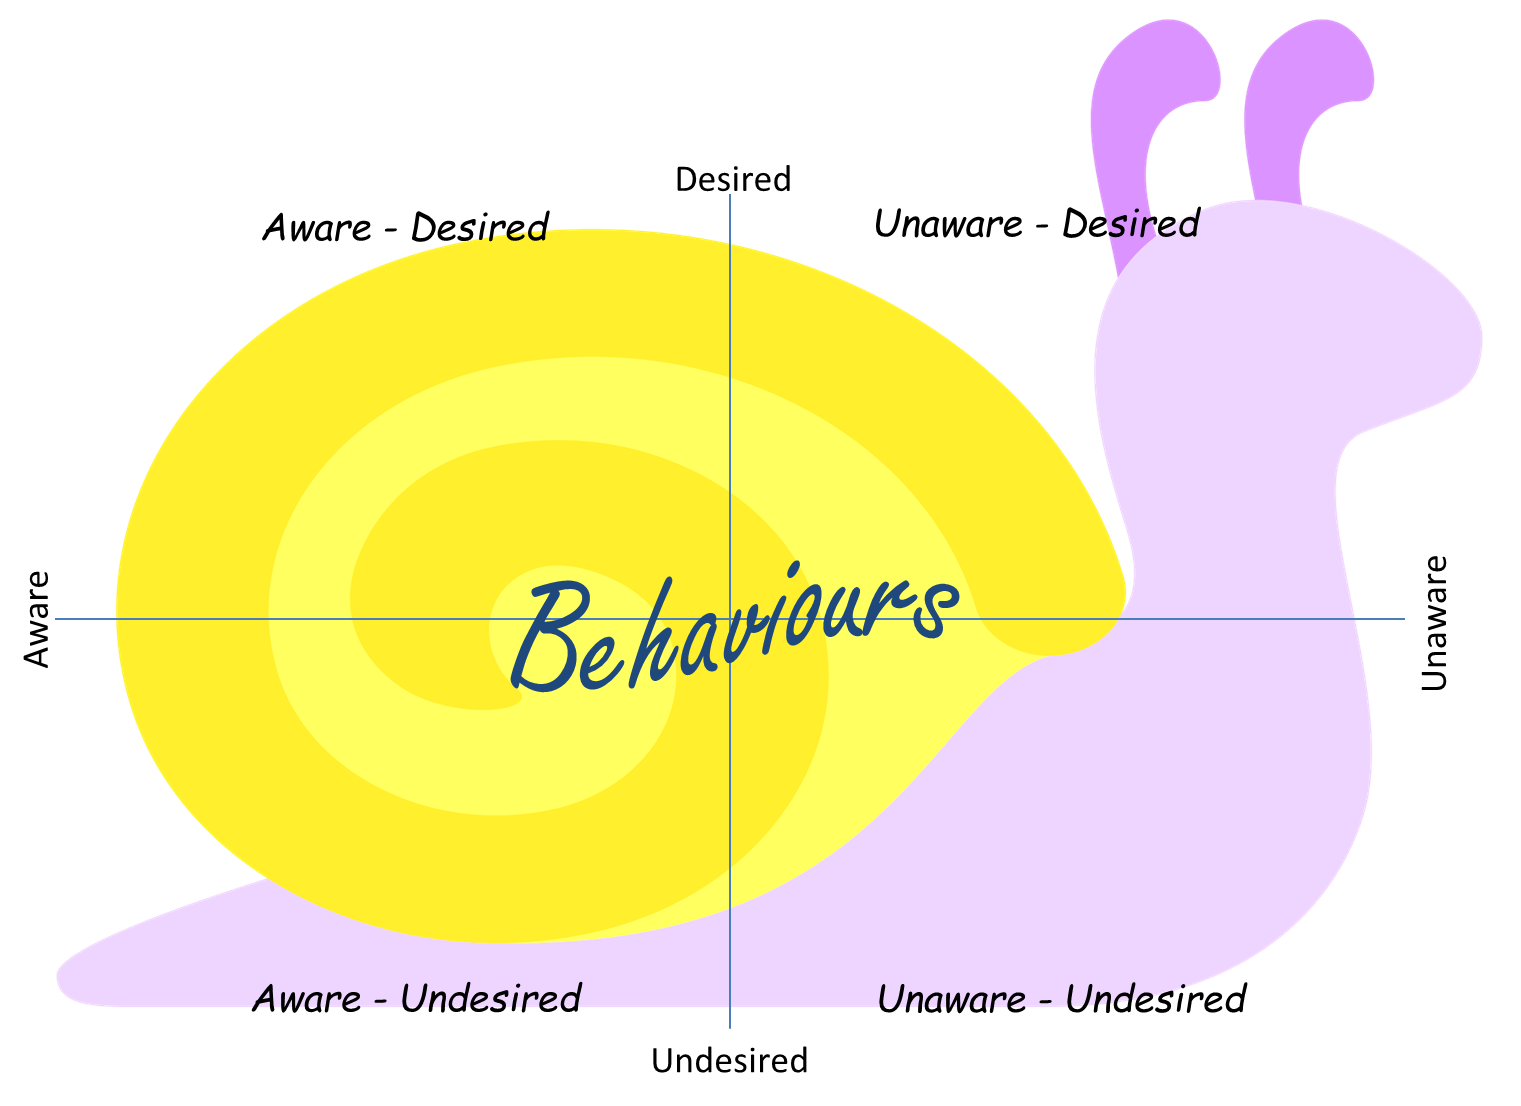 Desired
Aware - Desired
Unaware - Desired
Aware
Behaviours
Unaware
Aware - Undesired
Unaware - Undesired
Undesired